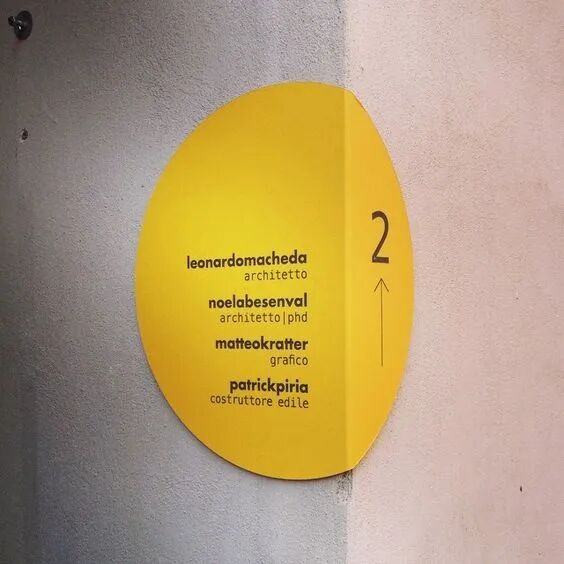 leonardomacheda
architetto
noelabesenval
architetto|phd
matteokratter
grafico
patrickpiria
costruttore edile
2